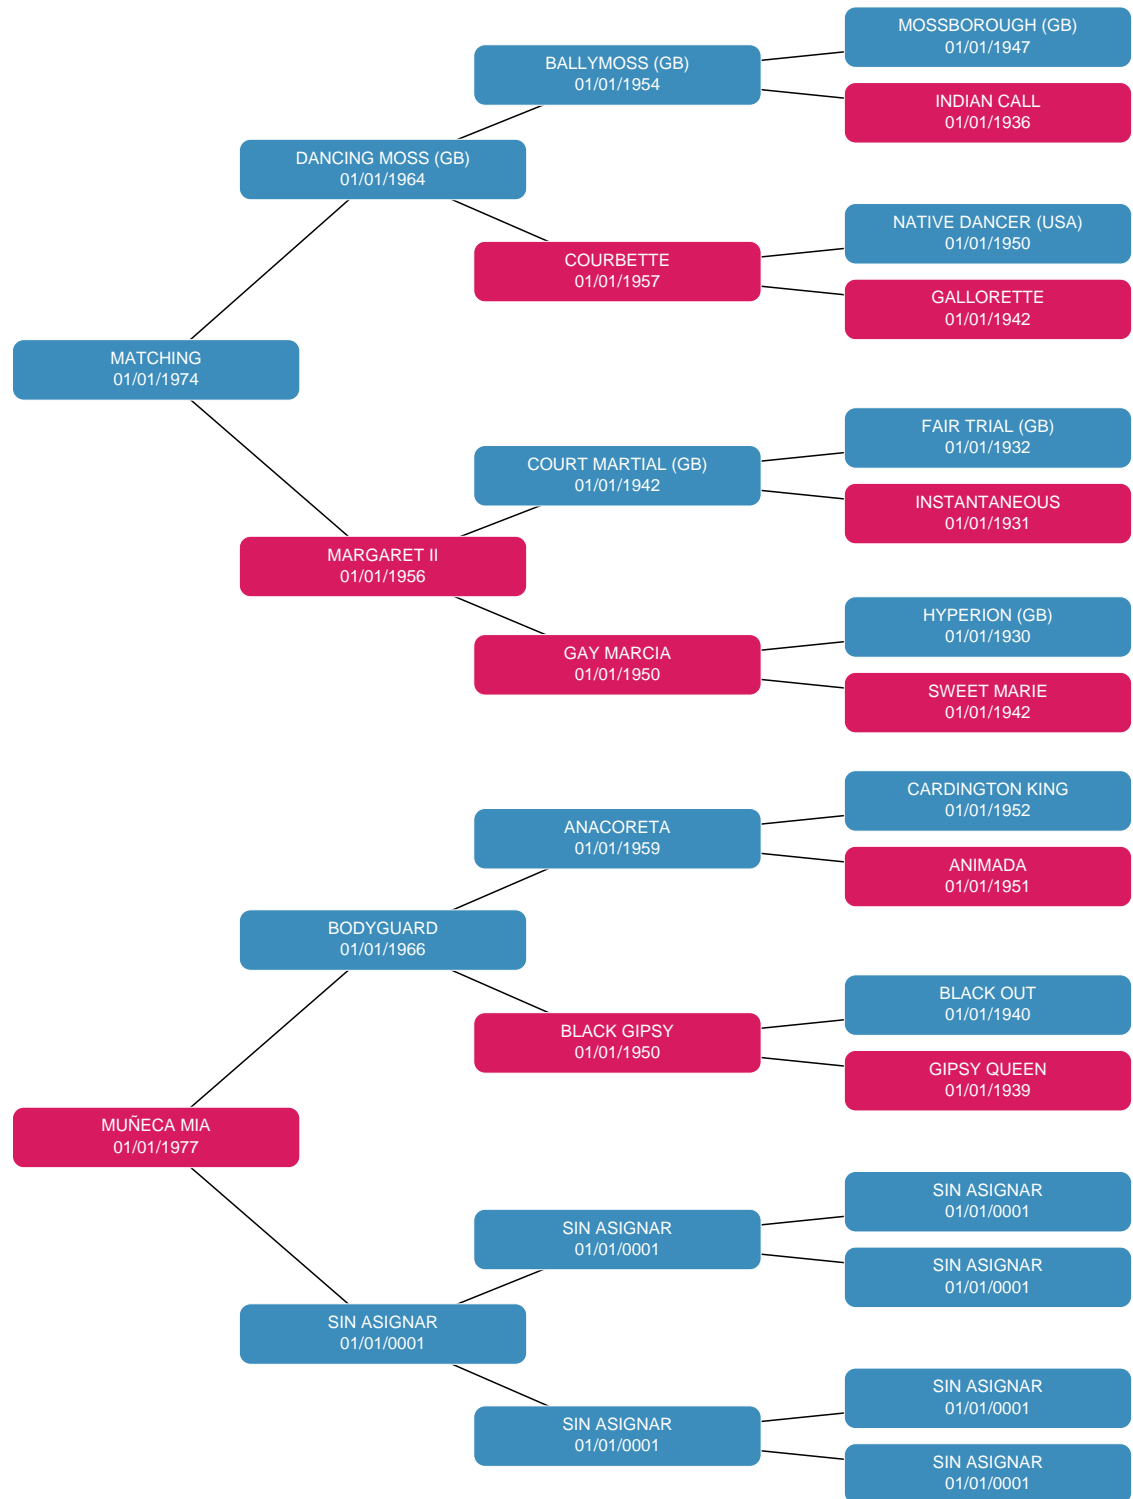 MOSSBOROUGH (GB)
01/01/1947
BALLYMOSS (GB)
01/01/1954
INDIAN CALL
01/01/1936
DANCING MOSS (GB)
01/01/1964
NATIVE DANCER (USA)
01/01/1950
COURBETTE
01/01/1957
GALLORETTE
01/01/1942
MATCHING
01/01/1974
FAIR TRIAL (GB)
01/01/1932
COURT MARTIAL (GB)
01/01/1942
INSTANTANEOUS
01/01/1931
MARGARET II
01/01/1956
HYPERION (GB)
01/01/1930
GAY MARCIA
01/01/1950
SWEET MARIE
01/01/1942
CARDINGTON KING
01/01/1952
ANACORETA
01/01/1959
ANIMADA
01/01/1951
BODYGUARD
01/01/1966
BLACK OUT
01/01/1940
BLACK GIPSY
01/01/1950
GIPSY QUEEN
01/01/1939
MUÑECA MIA
01/01/1977
SIN ASIGNAR
01/01/0001
SIN ASIGNAR
01/01/0001
SIN ASIGNAR
01/01/0001
SIN ASIGNAR
01/01/0001
SIN ASIGNAR
01/01/0001
SIN ASIGNAR
01/01/0001
SIN ASIGNAR
01/01/0001